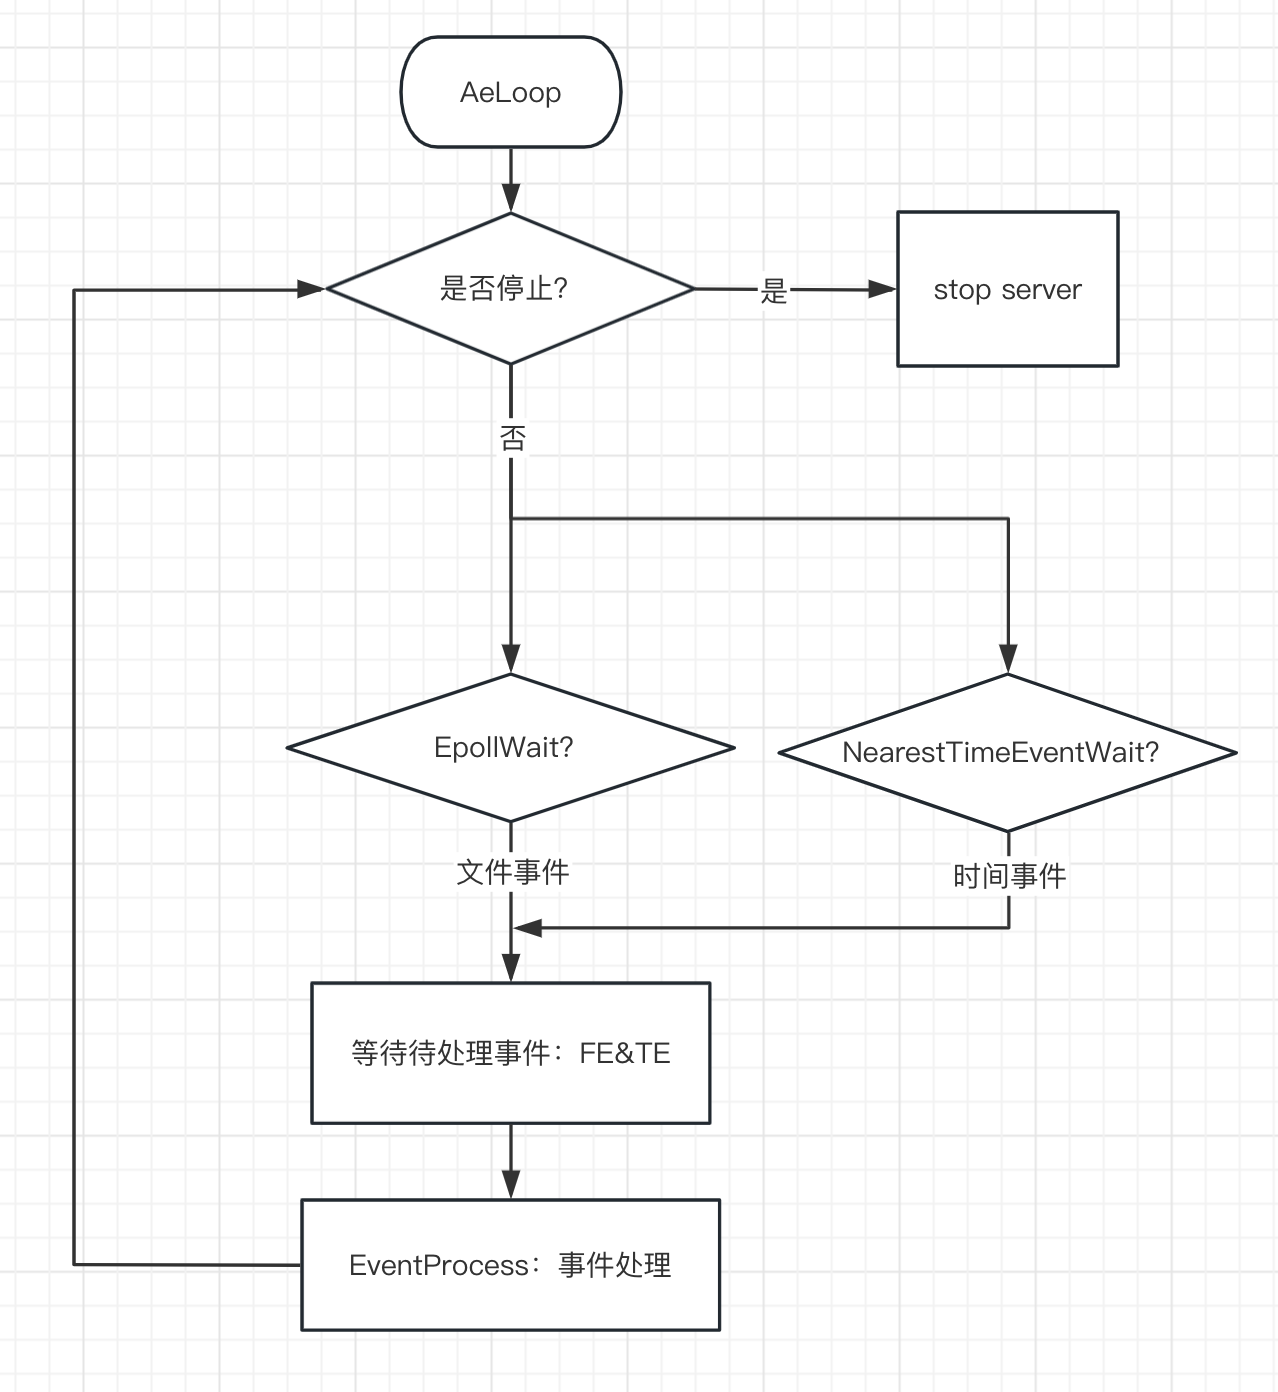 AeLoop
是否停止?
是
stop server
否
EpollWait?
NearestTimeEventWait?
文件事件
时间事件
等待待处理事件：FE&TE
EventProcess：事件处理